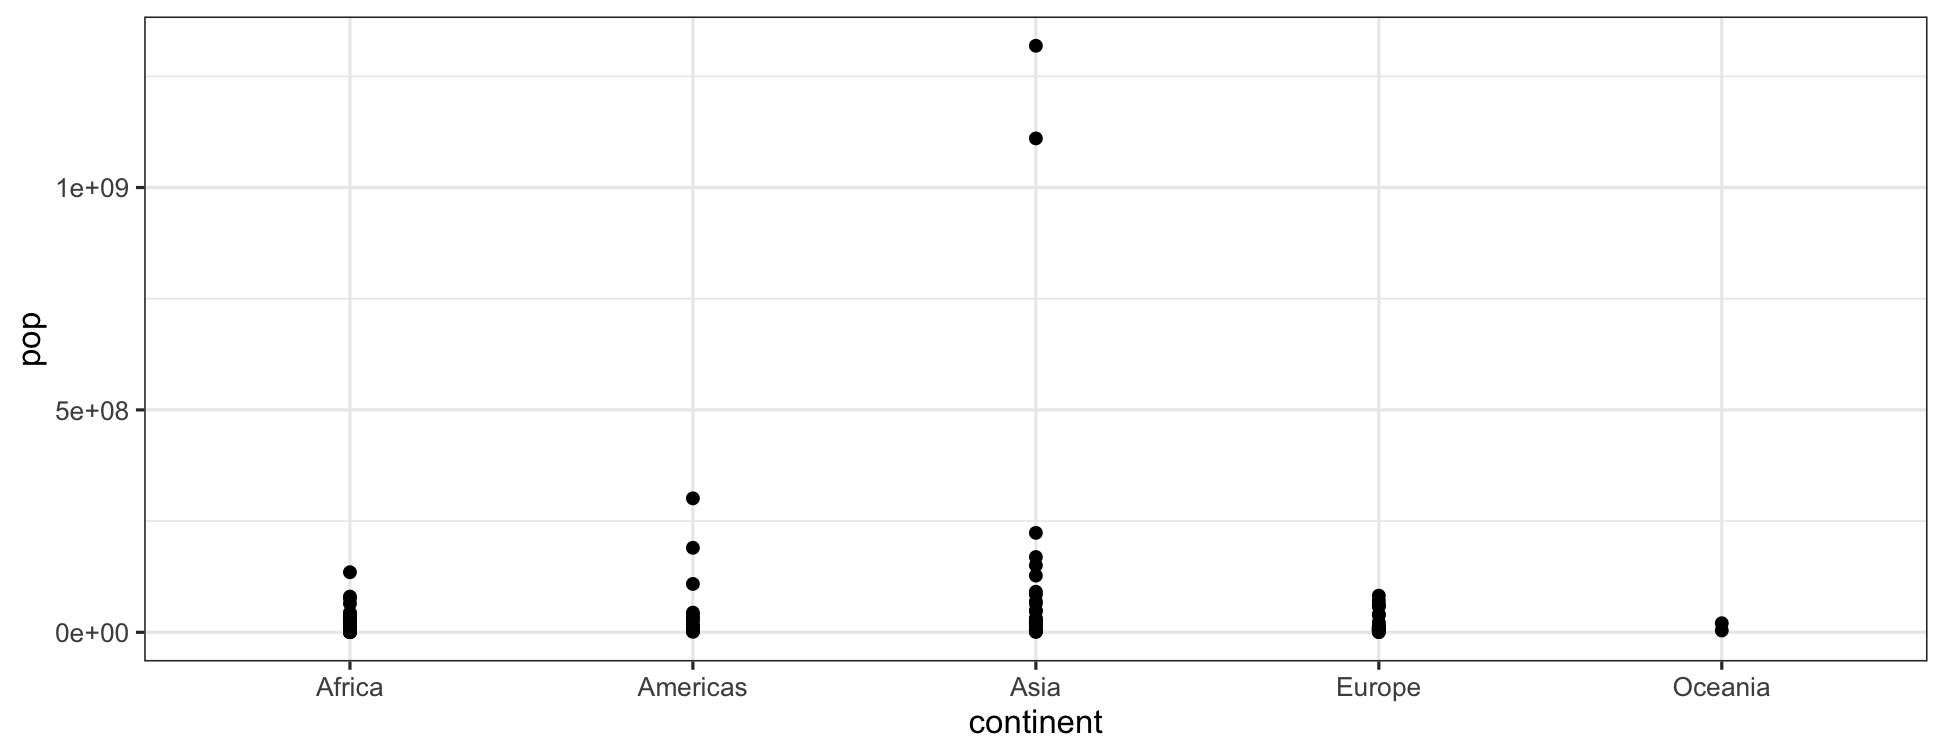 pop
1e+09
5e+08
0e+00
Africa Americas Asia Europe Oceania
continent